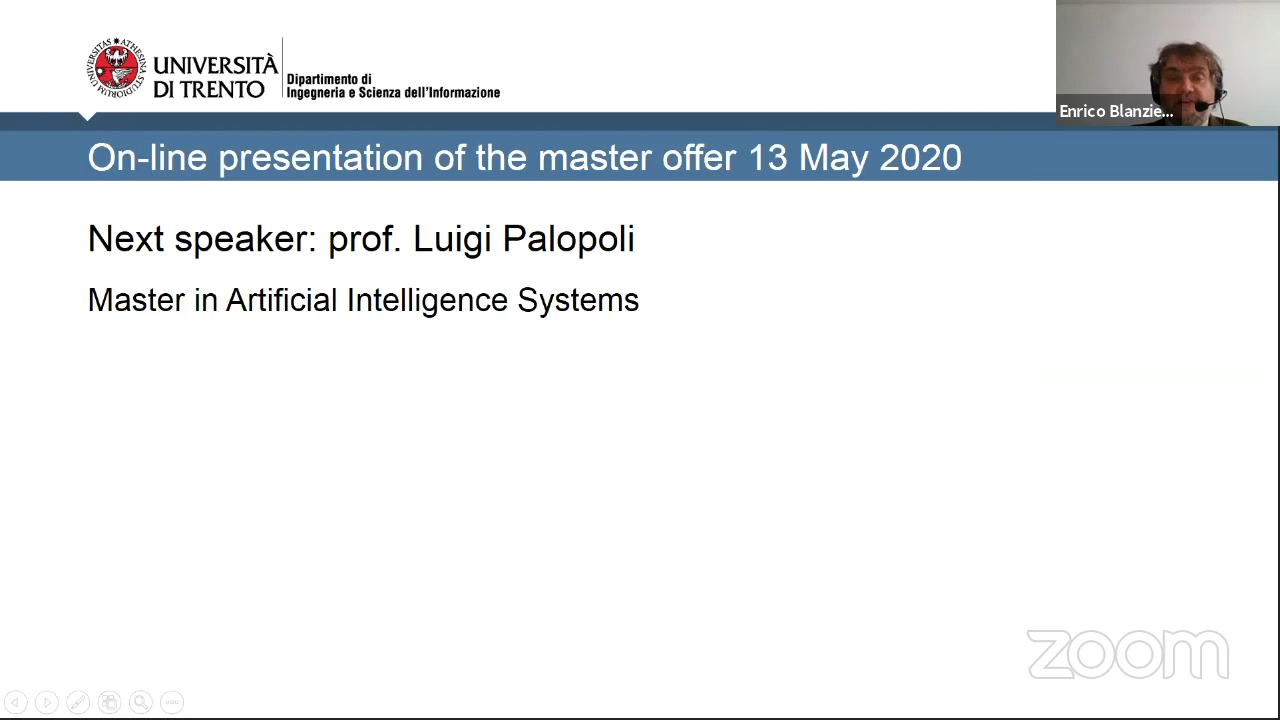 UNIVERSITÀ
DI TRENTO
Dipartimento di
Ingegneria e Scienza dell'Informazione
Enrico Blanzie...
On-line presentation of the master offer 13 May 2020
Next speaker: prof. Luigi Palopoli
Master in Artificial Intelligence Systems
zoom